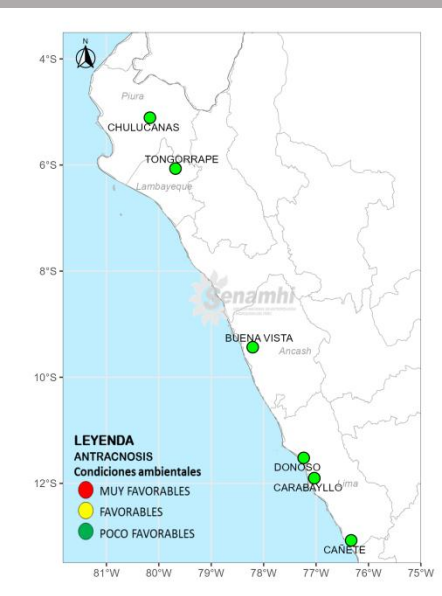 N
4°S
Piura
CHULUCANAS
TONGORRAPE
6°S
Lambayeque
8°S
Senamhi
BUENA VISTA
Ancash
10°S
LEYENDA
ANTRACNOSIS
Condiciones ambientales
MUY FAVORABLES
FAVORABLES
POCO FAVORABLES
DONOSO
12°S
CARABAYLLO
Lima
CAÑETE
81°W 80°W 79°W 78°W 77°W 76°W 75°W